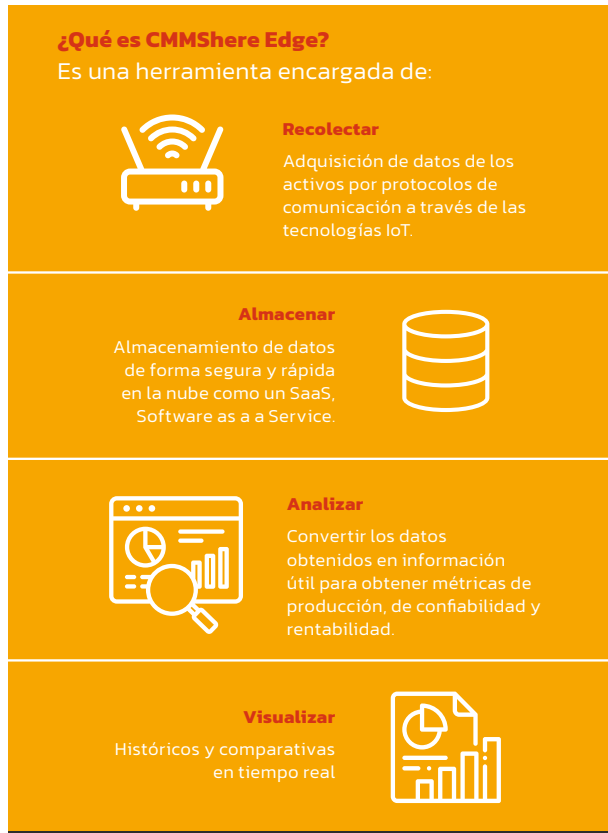 ¿Qué es CMMShere Edge?
Es una herramienta encargada de:
Recolectar
Adquisición de datos de los
activos por protocolos de
comunicación a través de las
tecnologías IoT.
Almacenar
Almacenamiento de datos
de forma segura y rápida
en la nube como un SaaS,
Software as a a Service.
Analizar
Convertir los datos
obtenidos en información
útil para obtener métricas de
producción, de confiabilidad y
rentabilidad.
Visualizar
Históricos y comparativas
en tiempo real